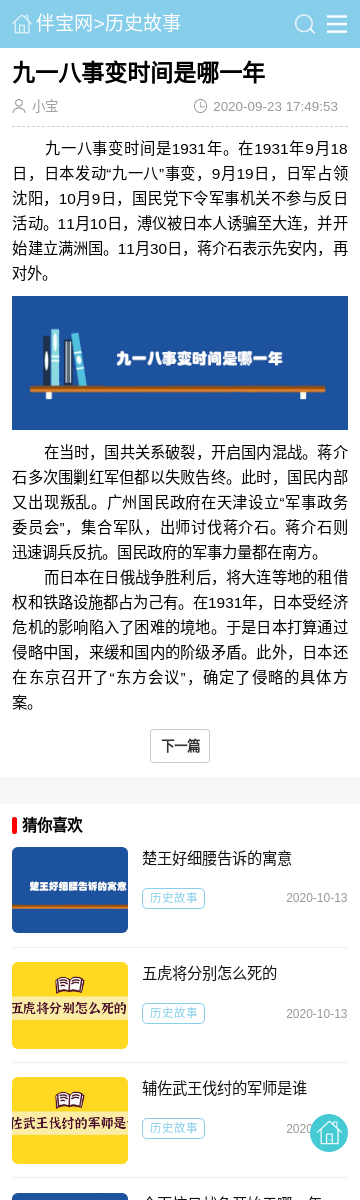 伴宝网>历史故事
九一八事变时间是哪一年
小宝
2020-09-23 17:49:53
九一八事变时间是1931年。在1931年9月18
日，日本发动“九一八”事变，9月19日，日军占领
沈阳，10月9日，国民党下令军事机关不参与反日
活动。11月10日，溥仪被日本人诱骗至大连，并开
始建立满洲国。11月30日，蒋介石表示先安内，再
对外。
九一八事变时间是哪一年
在当时，国共关系破裂，开启国内混战。蒋介
石多次围剿红军但都以失败告终。此时，国民内部
又出现叛乱。广州国民政府在天津设立“军事政务
委员会”，集合军队，出师讨伐蒋介石。蒋介石则
迅速调兵反抗。国民政府的军事力量都在南方。
而日本在日俄战争胜利后，将大连等地的租借
权和铁路设施都占为己有。在1931年，日本受经济
危机的影响陷入了困难的境地。于是日本打算通过
侵略中国，来缓和国内的阶级矛盾。此外，日本还
在东京召开了“东方会议”，确定了侵略的具体方
案。
下一篇
猜你喜欢
楚王好细腰告诉的寓意
楚王好细腰告诉的寓意
历史故事
2020-10-13
五虎将分别怎么死的
五虎将分别怎么死的
历史故事
2020-10-13
辅佐武王伐纣的军师是谁
佐武王伐纣的军师是
历史故事
2020